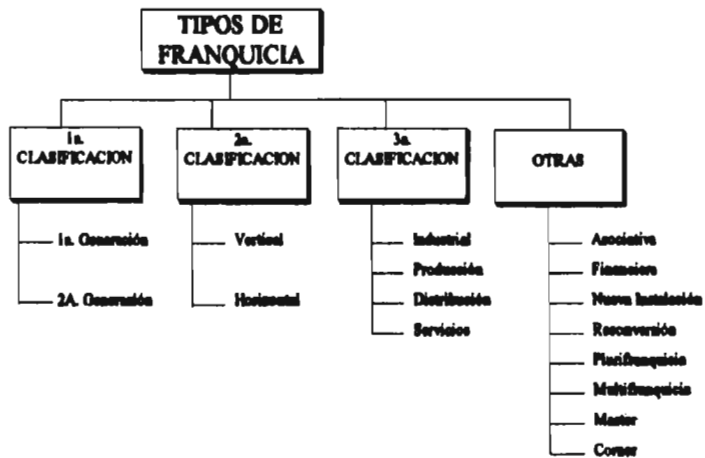 TIPOS DE
FRANQUICIA
1a.
CLASIFICACION
2a.
CLASIFICACION
3a.
CLASIFICACION
OTRAS
1a. Generación
2A. Generación
Vertical
Horizontal
Industrial
Producción
Distribución
Servicios
Asociativa
Financiera
Nueva Instalación
Reconversión
Plurifranquicia
Multifranquicia
Master
Corner